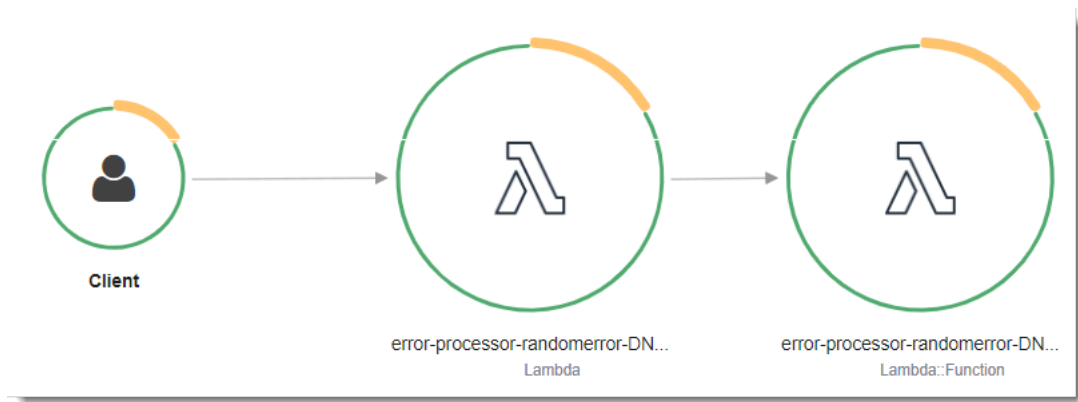 Client
error-processor-randomerror-DN...
Lambda
error-processor-randomerror-DN...
Lambda::Function